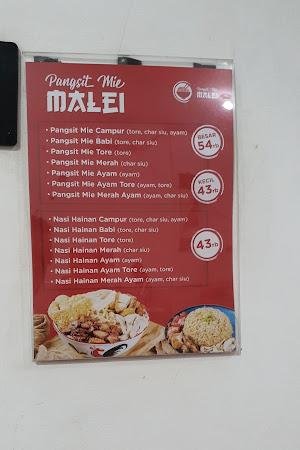 Pangsit Mie
MALEI
Pangsit Mie
MALEI
• Pangsit Mie Campur (tore, char siu, ayam)
• Pangsit Mie Babi (tore, char siu)
• Pangsit Mie Tore (tore)
• Pangsit Mie Merah (char siu)
• Pangsit Mie Ayam (ayam)
• Pangsit Mie Ayam Tore (ayam, tore)
• Pangsit Mie Merah Ayam (ayam, char siu)
BESAR
54rb
KECIL
43rb
• Nasi Hainan Campur (tore, char siu, ayam)
• Nasi Hainan Babi (tore, char siu)
• Nasi Hainan Tore (tore)
• Nasi Hainan Merah (char siu)
• Nasi Hainan Ayam (ayam)
• Nasi Hainan Ayam Tore (ayam, tore)
• Nasi Hainan Merah Ayam (ayam, char siu)
43rb